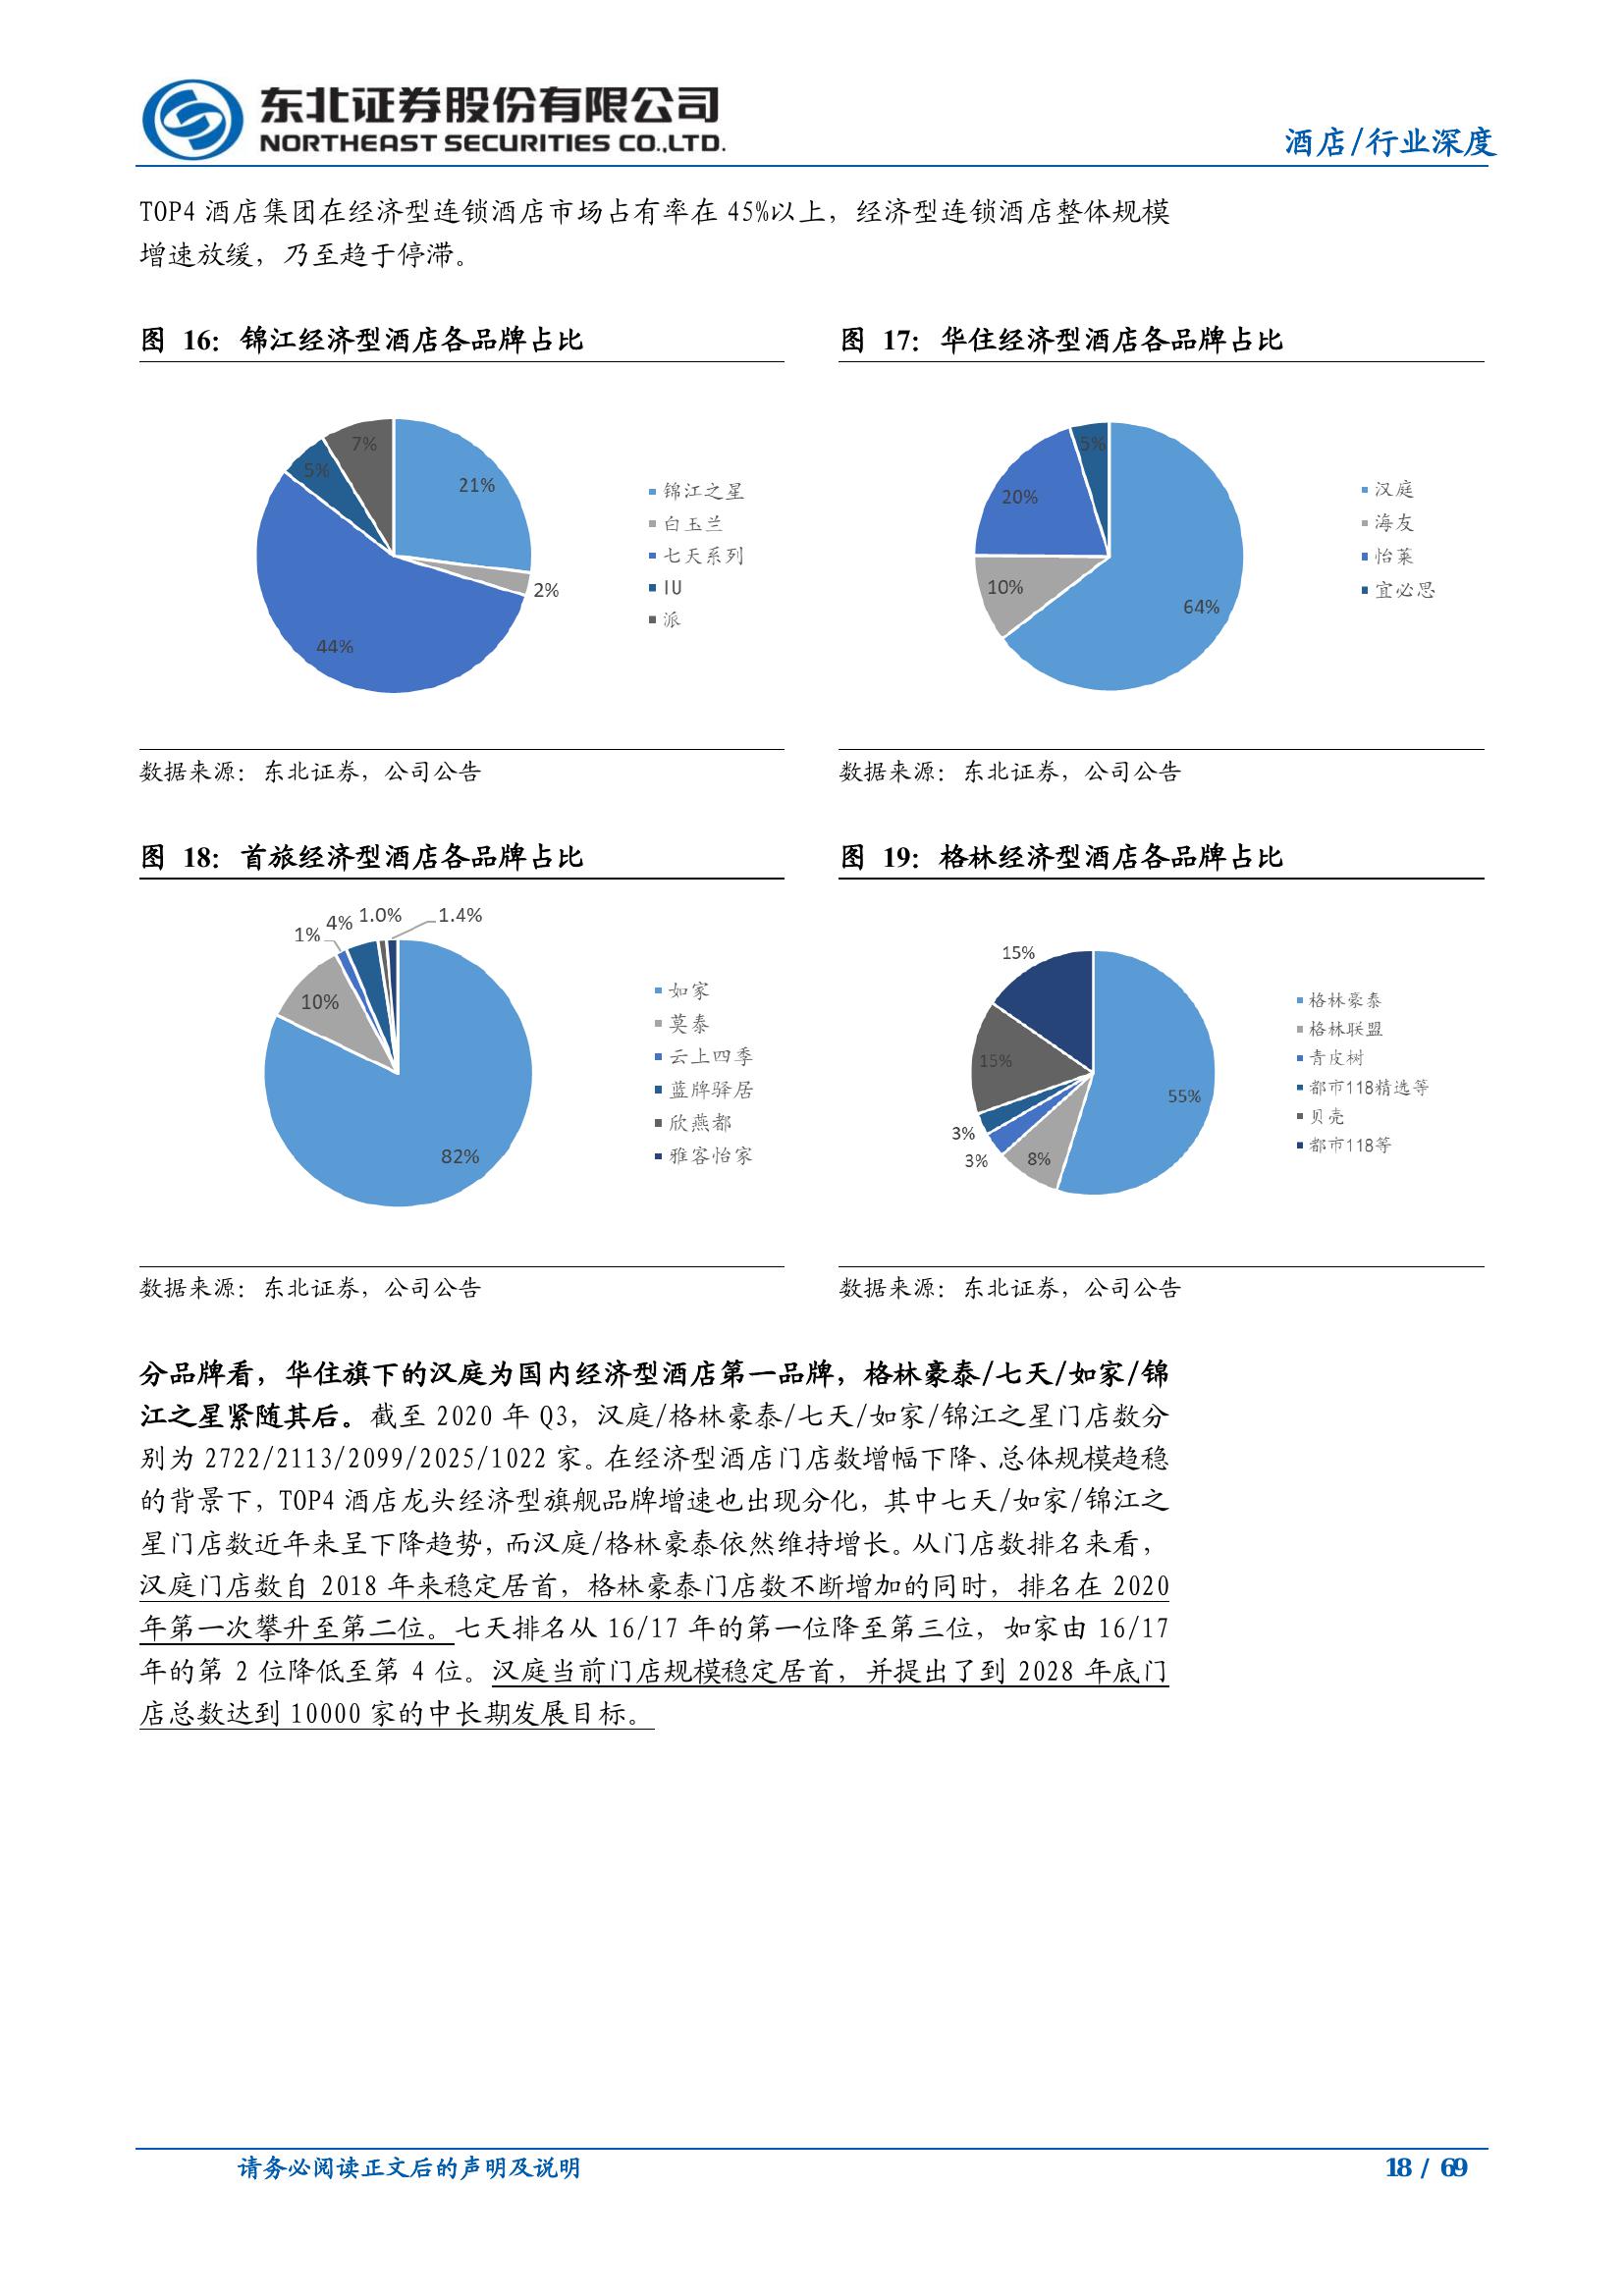 东北证券股份有限公司
NORTHEAST SECURITIES CO.,LTD.
酒店/行业深度
TOP4 酒店集团在经济型连锁酒店市场占有率在 45%以上，经济型连锁酒店整体规模
增速放缓，乃至趋于停滞。
图 16：锦江经济型酒店各品牌占比
7%
5%
21%
2%
44%
锦江之星
白玉兰
七天系列
IU
派
数据来源：东北证券，公司公告
图 17：华住经济型酒店各品牌占比
5%
20%
10%
64%
汉庭
海友
怡莱
宜必思
数据来源：东北证券，公司公告
图 18：首旅经济型酒店各品牌占比
1%
4%
1.0%
1.4%
10%
82%
如家
莫泰
云上四季
蓝牌驿居
欣燕都
雅客怡家
数据来源：东北证券，公司公告
图 19：格林经济型酒店各品牌占比
15%
15%
55%
3%
3%
8%
格林豪泰
格林联盟
青皮树
都市118精选等
贝壳
都市118等
数据来源：东北证券，公司公告
分品牌看，华住旗下的汉庭为国内经济型酒店第一品牌，格林豪泰/七天/如家/锦
江之星紧随其后。截至 2020 年 Q3，汉庭/格林豪泰/七天/如家/锦江之星门店数分
别为 2722/2113/2099/2025/1022 家。在经济型酒店门店数增幅下降、总体规模趋稳
的背景下，TOP4 酒店龙头经济型旗舰品牌增速也出现分化，其中七天/如家/锦江之
星门店数近年来呈下降趋势，而汉庭/格林豪泰依然维持增长。从门店数排名来看，
汉庭门店数自 2018 年来稳定居首，格林豪泰门店数不断增加的同时，排名在 2020
年第一次攀升至第二位。七天排名从 16/17 年的第一位降至第三位，如家由 16/17
年的第 2 位降低至第 4 位。汉庭当前门店规模稳定居首，并提出了到 2028 年底门
店总数达到 10000 家的中长期发展目标。
请务必阅读正文后的声明及说明
18 / 69